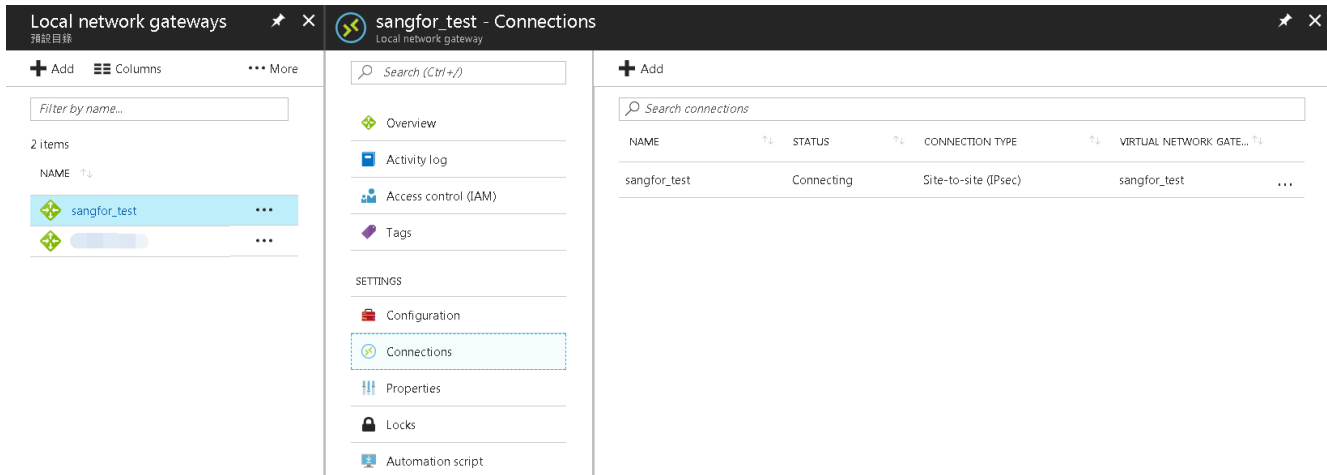 Local network gateways
預設目錄
Add Columns ••• More
Filter by name...
2 items
NAME ↑↓
sangfor_test •••
•••
sangfor_test - Connections
Local network gateway
Search (Ctrl+/)
Overview
Activity log
Access control (IAM)
Tags
SETTINGS
Configuration
Connections
Properties
Locks
Automation script
Add
Search connections
NAME ↑↓ STATUS ↑↓ CONNECTION TYPE ↑↓ VIRTUAL NETWORK GATE... ↑↓
sangfor_test Connecting Site-to-site (IPsec) sangfor_test ...